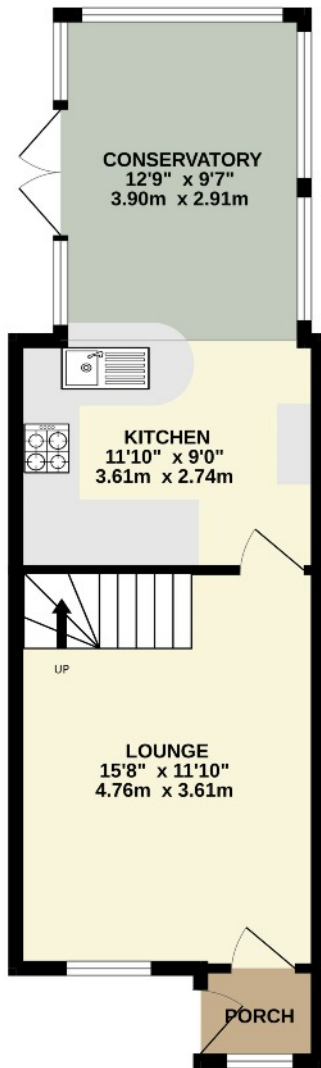 CONSERVATORY
12'9" x 9'7"
3.90m x 2.91m
KITCHEN
11'10" x 9'0"
3.61m x 2.74m
UP
LOUNGE
15'8" x 11'10"
4.76m x 3.61m
PORCH